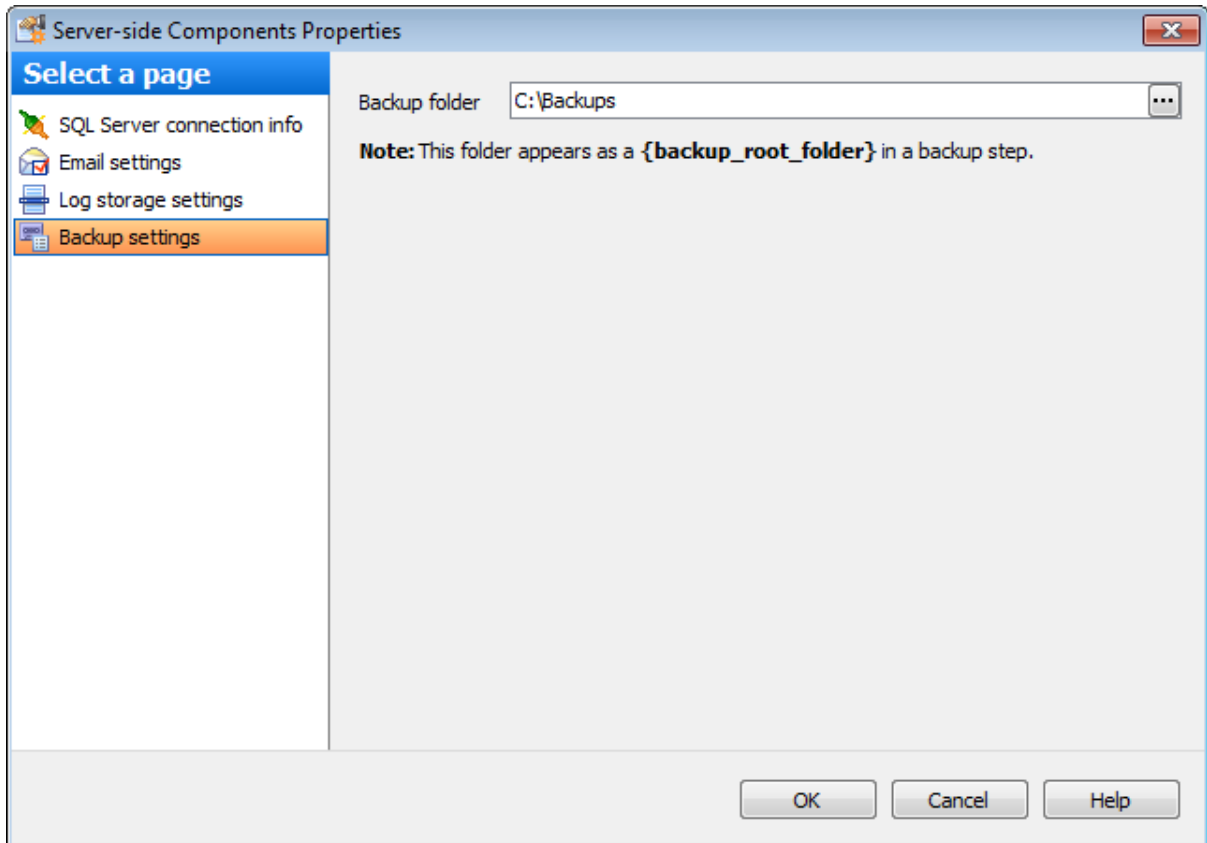 Server-side Components Properties
Select a page
SQL Server connection info
Email settings
Log storage settings
Backup settings
Backup folder C:\Backups ...
Note: This folder appears as a {backup_root_folder} in a backup step.
OK Cancel Help